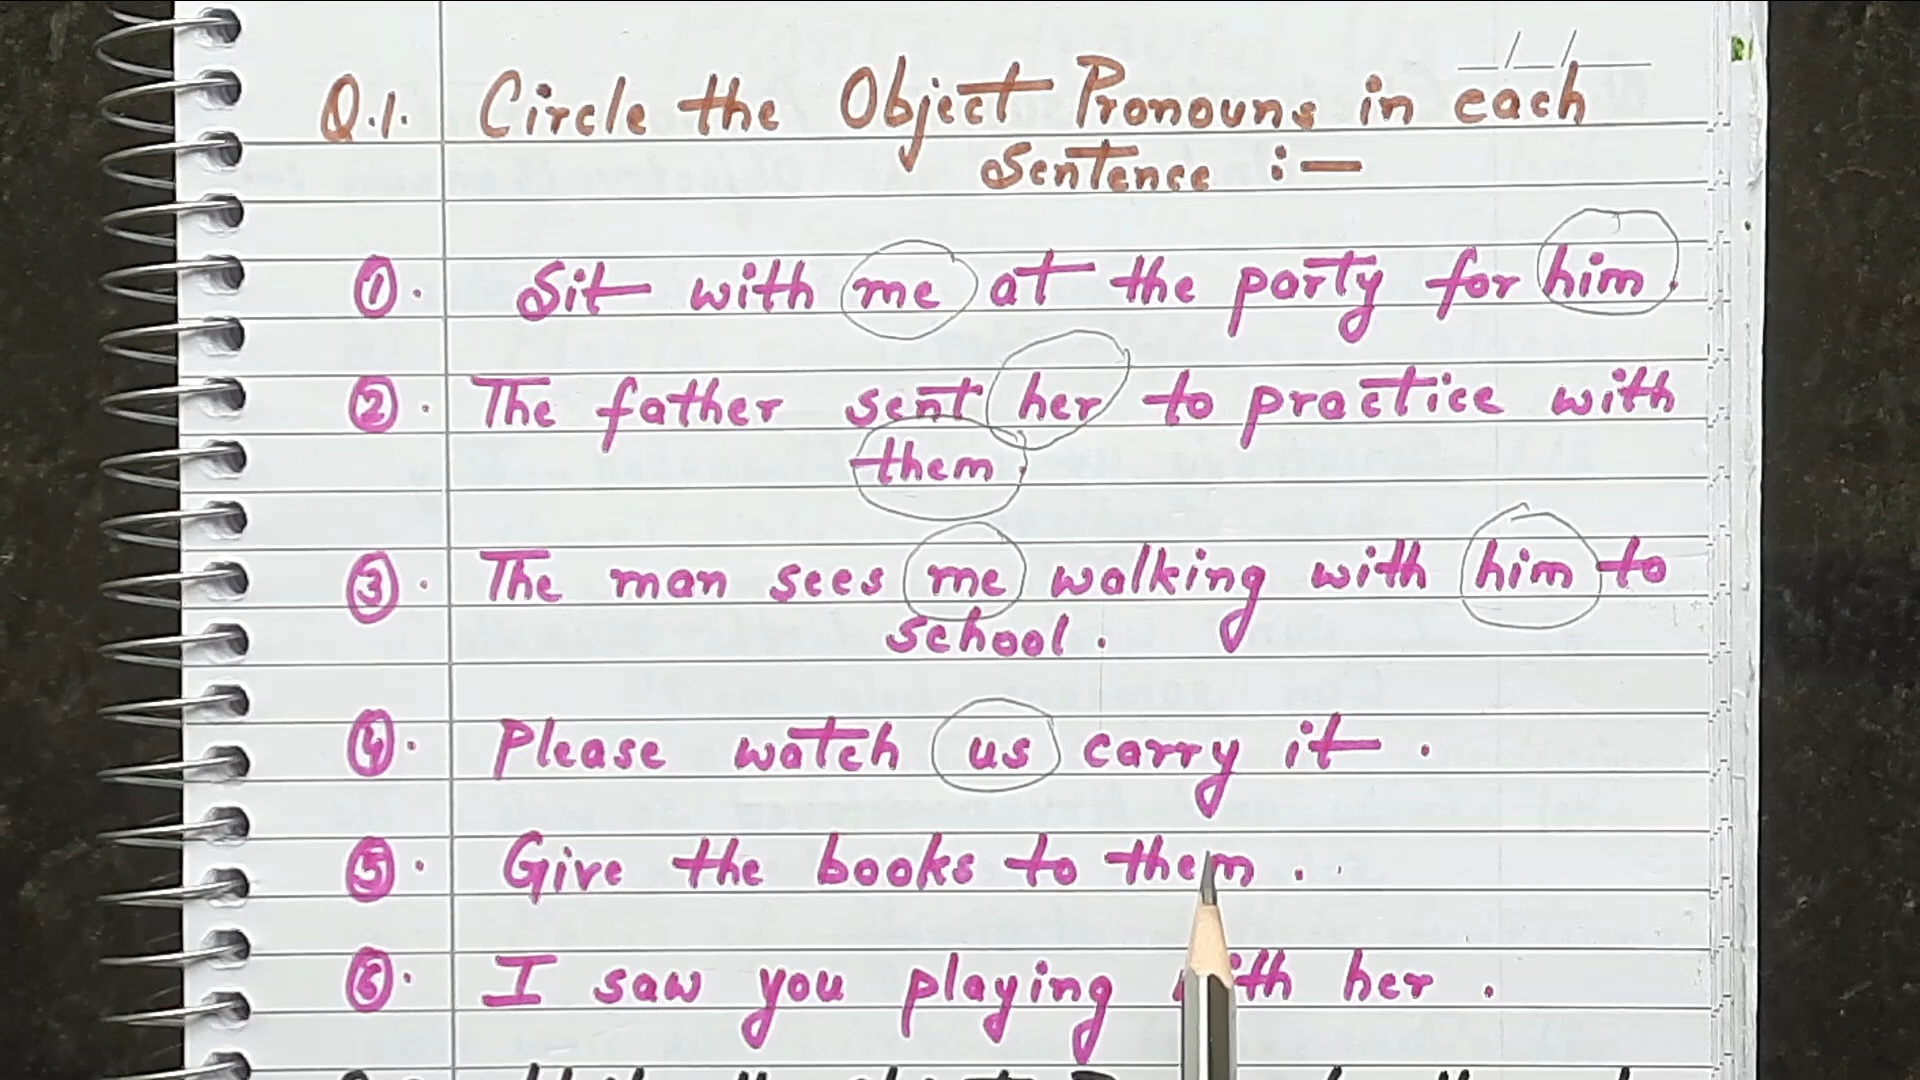 Q.1. Circle the Object Pronouns in each
Sentence :—
1. Sit with me at the party for him.
2. The father sent her to practice with
them.
3. The man sees me walking with him to
school.
4. Please watch us carry it.
5. Give the books to them.
6. I saw you playing with her.